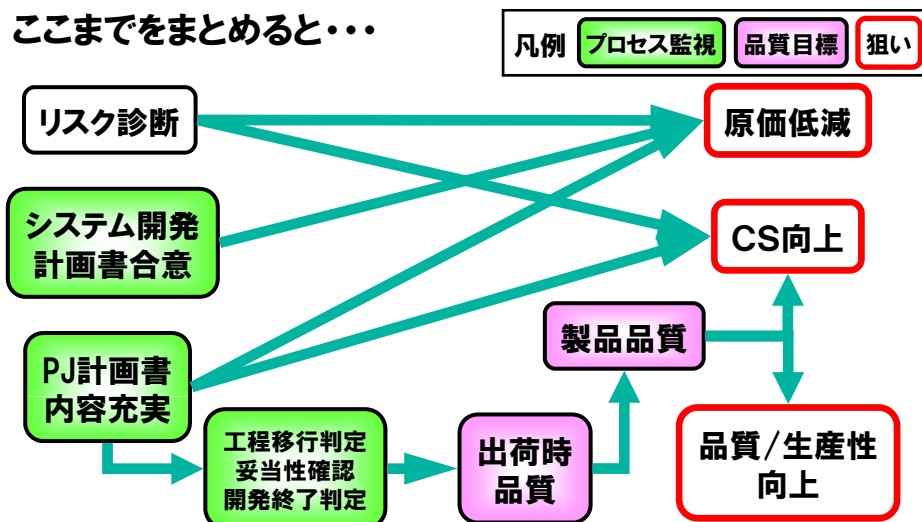 ここまでをまとめると・・・
凡例
プロセス監視
品質目標
狙い
リスク診断
原価低減
システム開発
計画書合意
CS向上
製品品質
PJ計画書
内容充実
工程移行判定
妥当性確認
開発終了判定
出荷時
品質
品質/生産性
向上